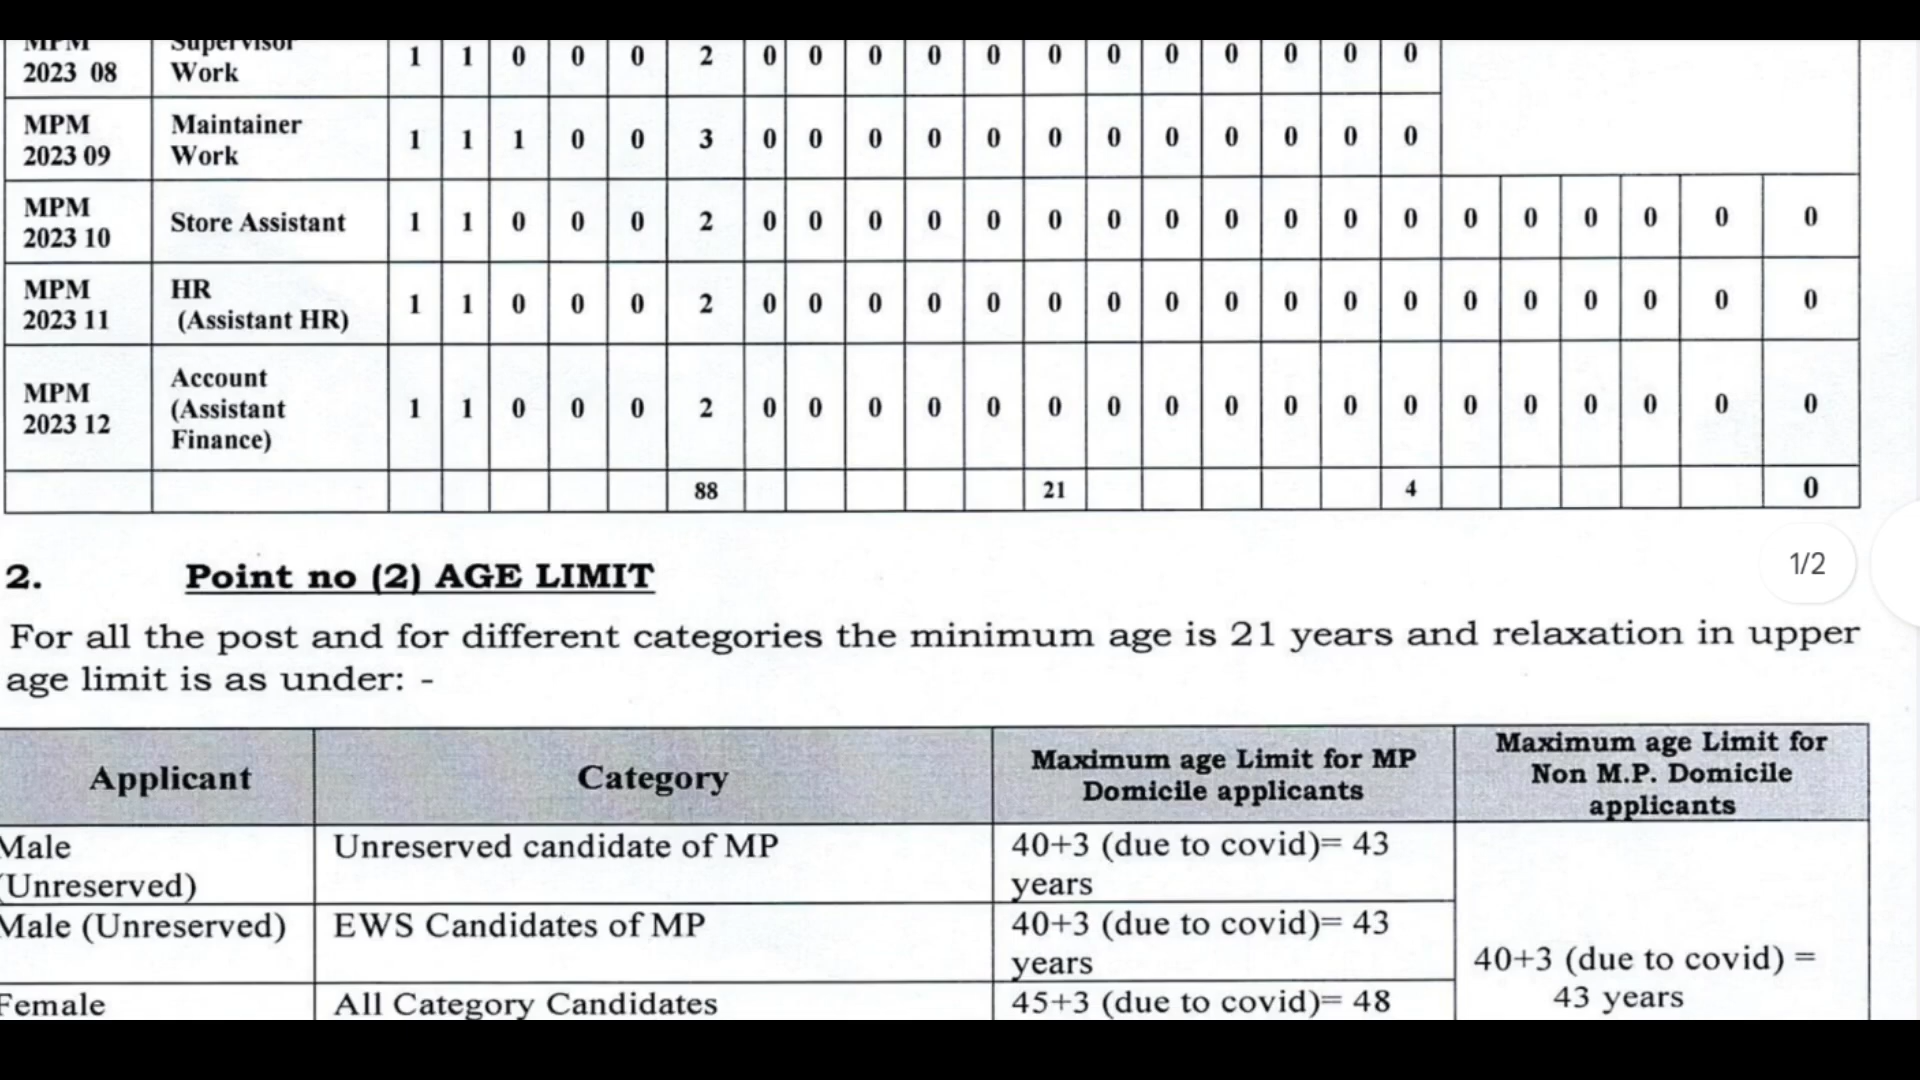 MPM
2023 08
Supervisor
Work
1 1 0 0 0 2 0 0 0 0 0 0 0 0 0 0 0 0
MPM
2023 09
Maintainer
Work
1 1 1 0 0 3 0 0 0 0 0 0 0 0 0 0 0 0
MPM
2023 10
Store Assistant
1 1 0 0 0 2 0 0 0 0 0 0 0 0 0 0 0 0 0 0 0 0 0 0
MPM
2023 11
HR
(Assistant HR)
1 1 0 0 0 2 0 0 0 0 0 0 0 0 0 0 0 0 0 0 0 0 0 0
MPM
2023 12
Account
(Assistant
Finance)
1 1 0 0 0 2 0 0 0 0 0 0 0 0 0 0 0 0 0 0 0 0 0 0
88 21 4 0
1/2
2. Point no (2) AGE LIMIT
For all the post and for different categories the minimum age is 21 years and relaxation in upper
age limit is as under: -
Applicant
Category
Maximum age Limit for MP
Domicile applicants
Maximum age Limit for
Non M.P. Domicile
applicants
Male
(Unreserved)
Unreserved candidate of MP
40+3 (due to covid)= 43
years
Male (Unreserved)
EWS Candidates of MP
40+3 (due to covid)= 43
years
Female
All Category Candidates
45+3 (due to covid)= 48
40+3 (due to covid) =
43 years